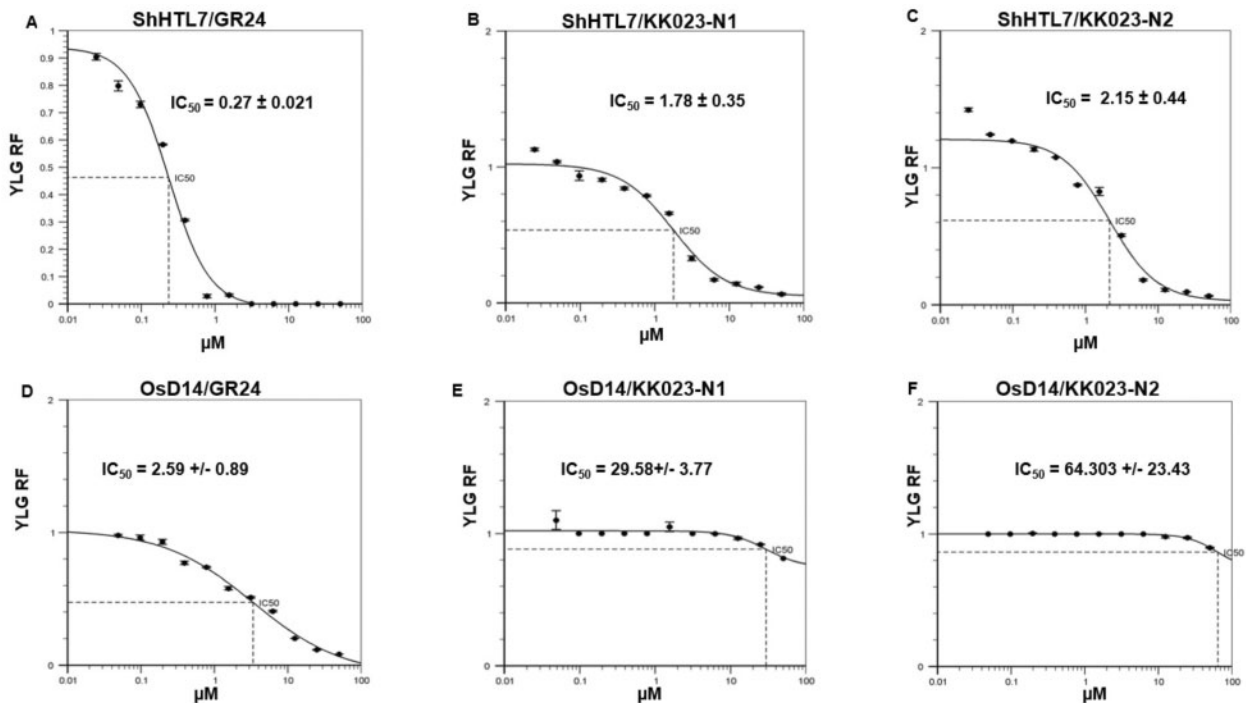 A
ShHTL7/GR24
YLG RF
1
0.9
0.8
0.7
0.6
0.5
0.4
0.3
0.2
0.1
0
IC50 = 0.27 ± 0.021
IC50
0.01
0.1
1
10
100
µM
B
ShHTL7/KK023-N1
YLG RF
2
1
0
IC50 = 1.78 ± 0.35
IC50
0.01
0.1
1
10
100
µM
C
ShHTL7/KK023-N2
YLG RF
2
1
0
IC50 = 2.15 ± 0.44
IC50
0.01
0.1
1
10
100
µM
D
OsD14/GR24
YLG RF
2
1
0
IC50 = 2.59 +/- 0.89
IC50
0.01
0.1
1
10
100
µM
E
OsD14/KK023-N1
YLG RF
2
1
0
IC50 = 29.58+/- 3.77
IC50
0.01
0.1
1
10
100
µM
F
OsD14/KK023-N2
YLG RF
2
1
0
IC50 = 64.303 +/- 23.43
IC50
0.01
0.1
1
10
100
µM